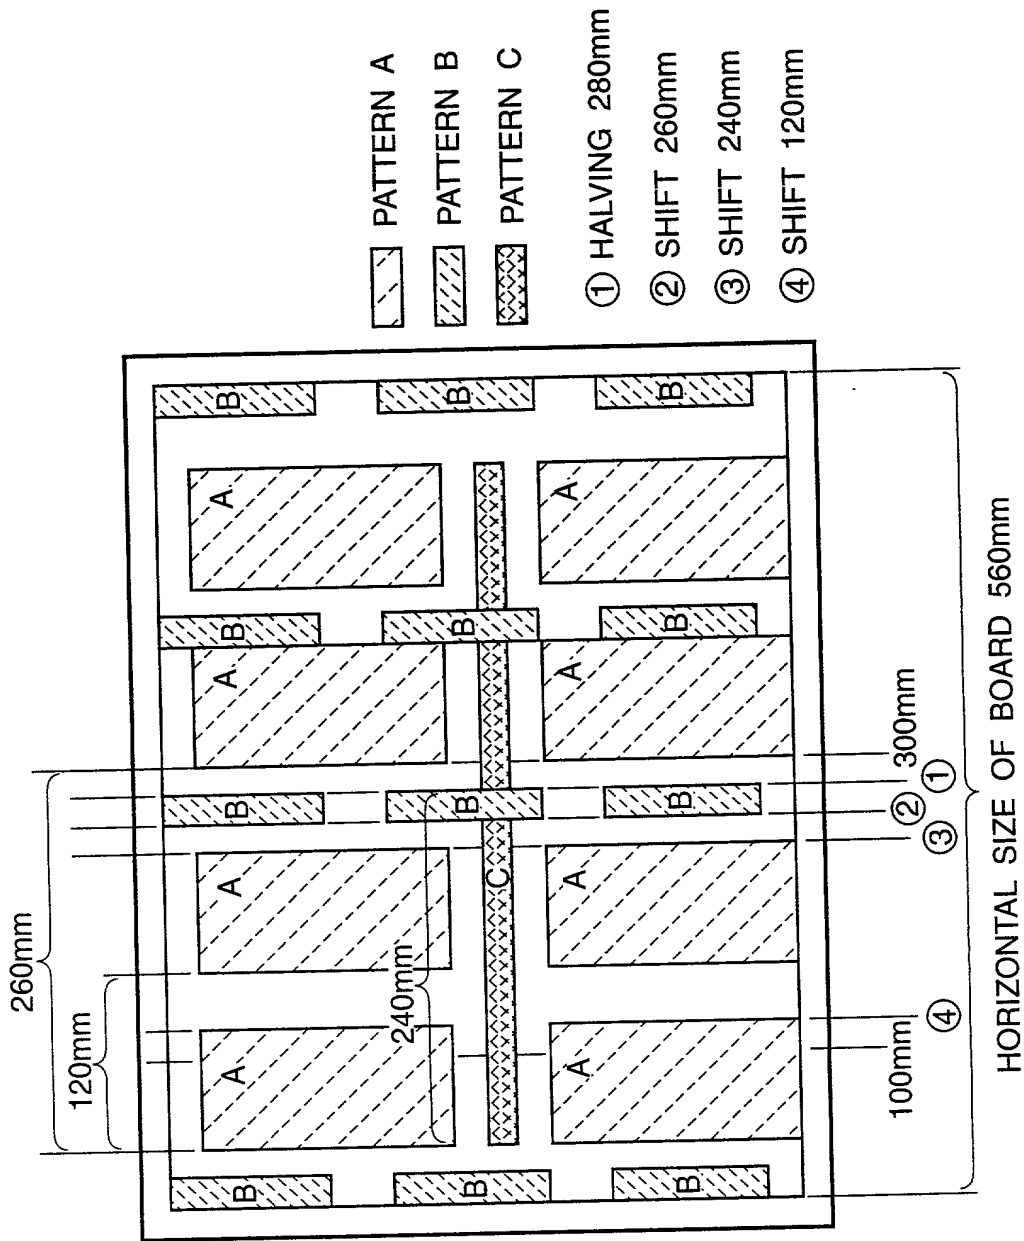 PATTERN A
PATTERN B
PATTERN C
① HALVING 280mm
② SHIFT 260mm
③ SHIFT 240mm
④ SHIFT 120mm
260mm
120mm
B
B
B
B
A
A
A
A
240mm
B
B
C
B
B
A
A
A
A
B
B
B
B
100mm
300mm
④
③
②
①
HORIZONTAL SIZE OF BOARD 560mm